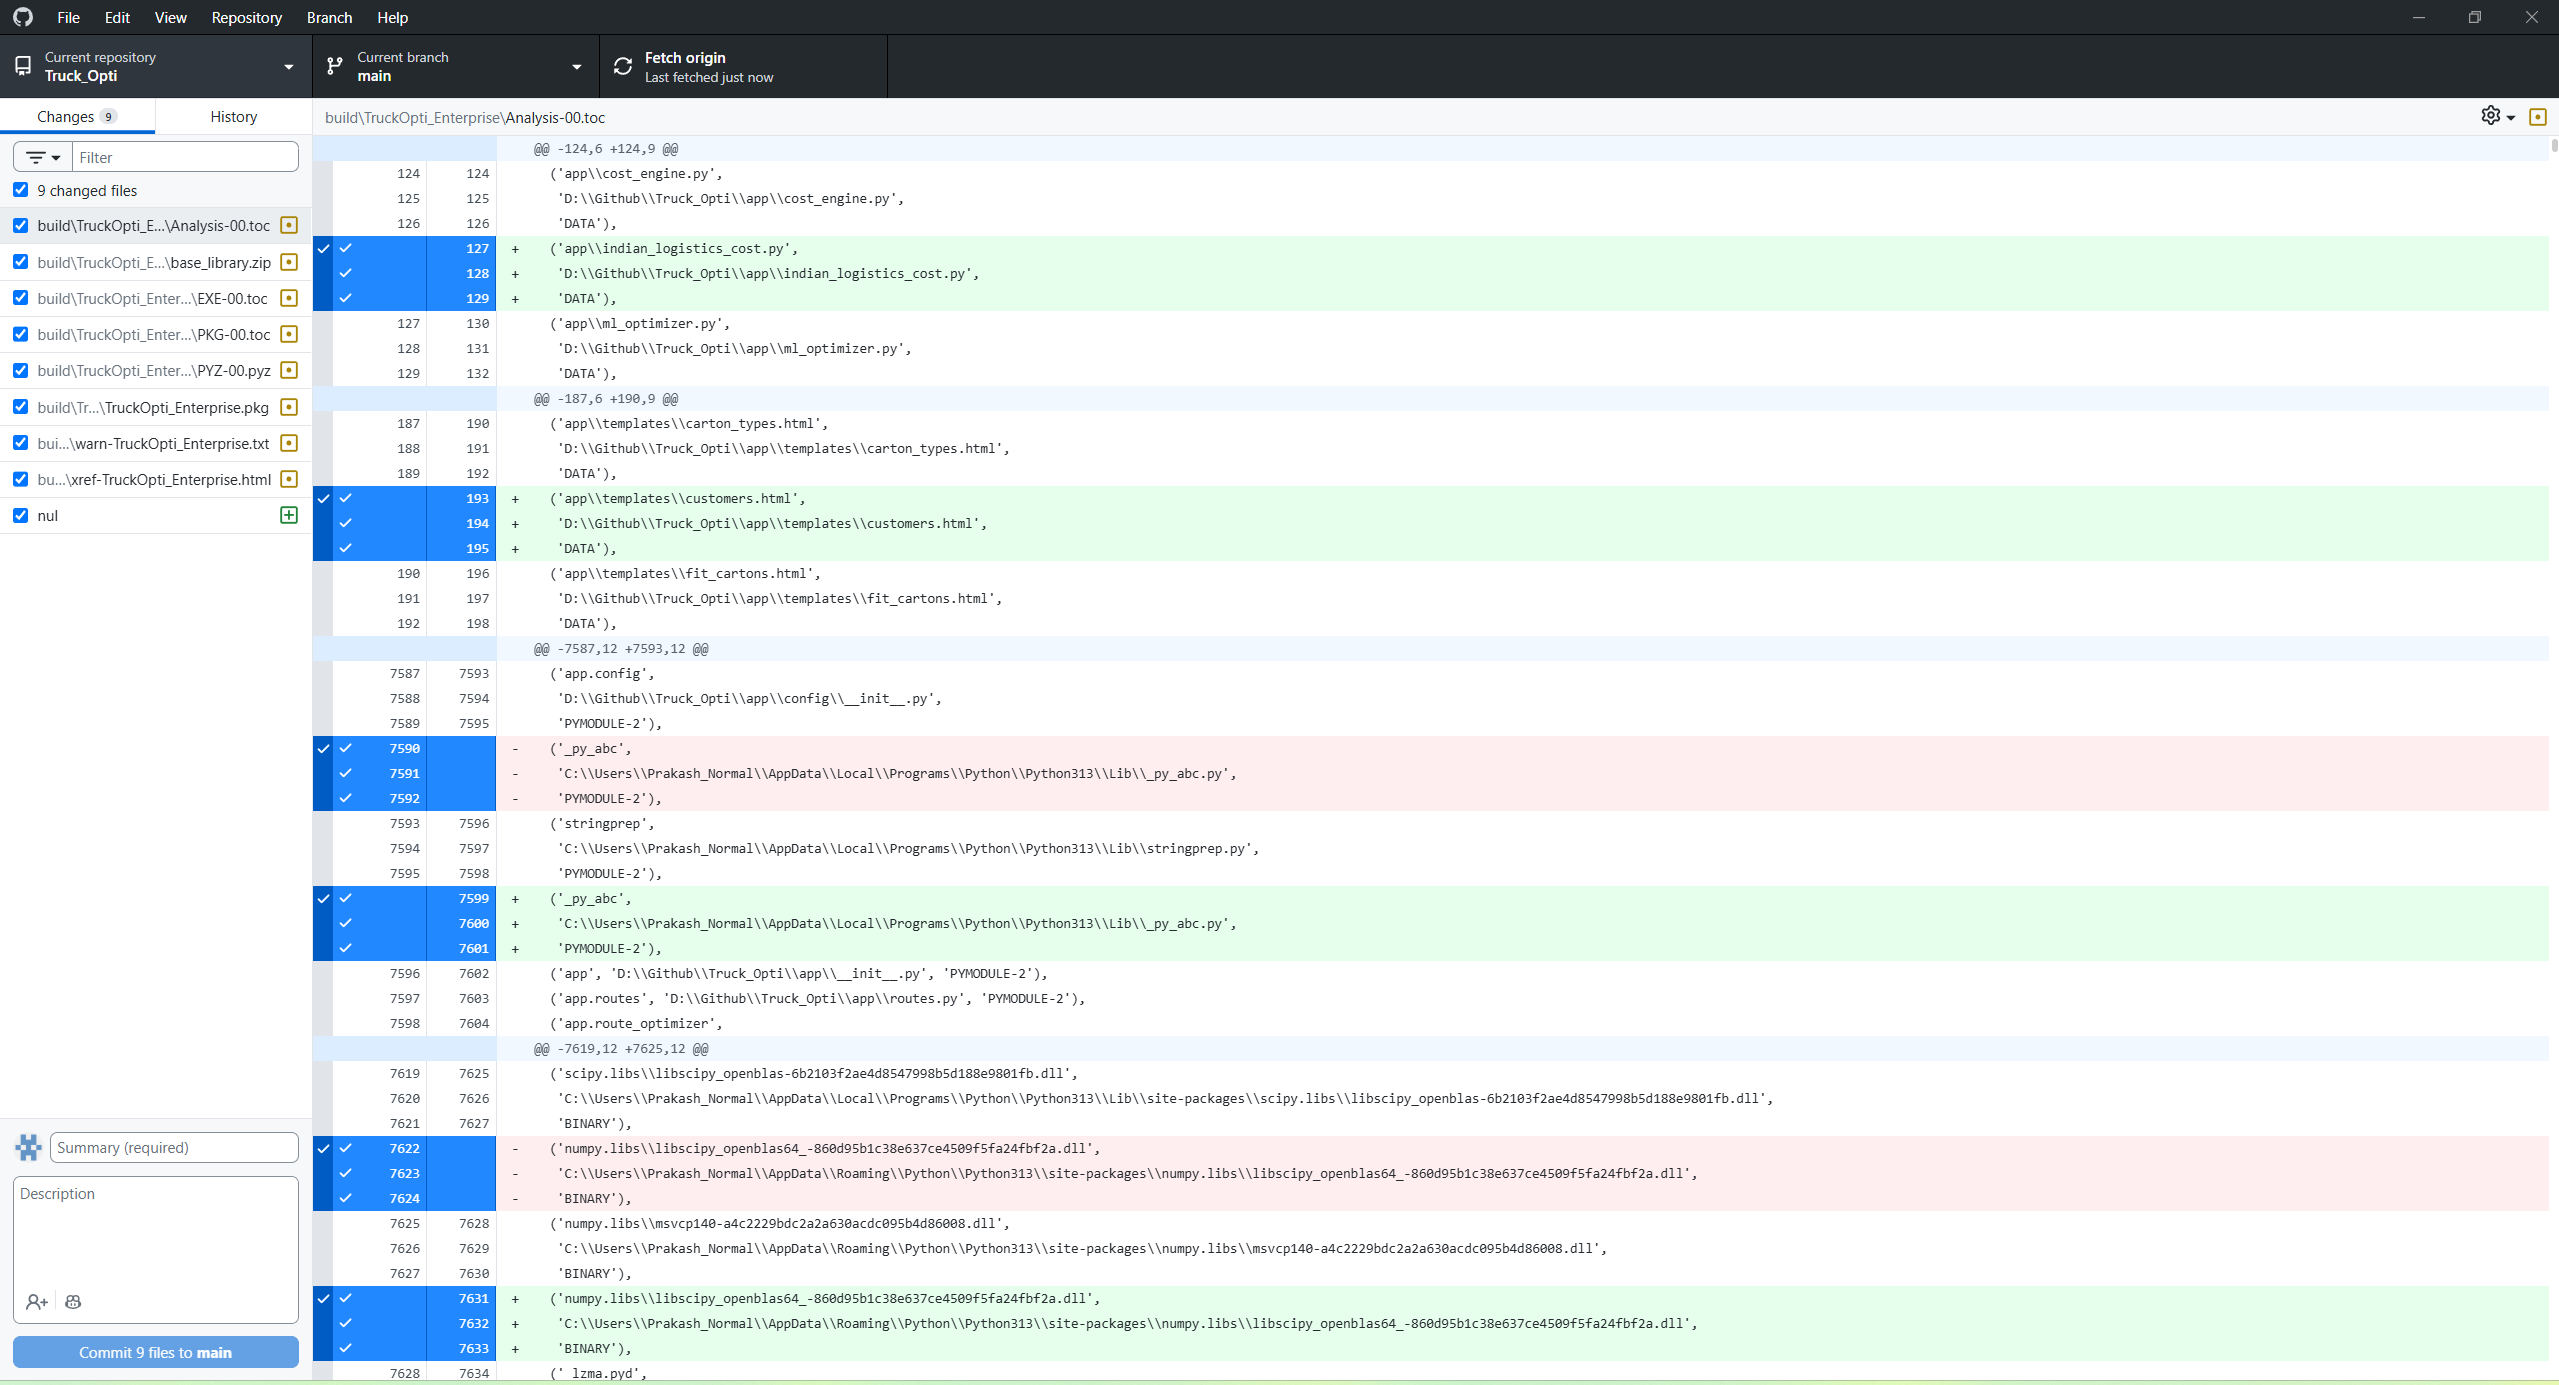 File Edit View Repository Branch Help
Current repository
Truck_Opti
Current branch
main
Fetch origin
Last fetched just now
Changes 9
History
Filter
9 changed files
build\TruckOpti_E...\Analysis-00.toc
build\TruckOpti_E...\base_library.zip
build\TruckOpti_Enter...\EXE-00.toc
build\TruckOpti_Enter...\PKG-00.toc
build\TruckOpti_Enter...\PYZ-00.pyz
build\Tr...\TruckOpti_Enterprise.pkg
bui...\warn-TruckOpti_Enterprise.txt
bu...\xref-TruckOpti_Enterprise.html
nul
Summary (required)
Description
Commit 9 files to main
build\TruckOpti_Enterprise\Analysis-00.toc
@@ -124,6 +124,9 @@
124 124 ('app\\cost_engine.py',
125 125 'D:\\Github\\Truck_Opti\\app\\cost_engine.py',
126 126 'DATA'),
127 + ('app\\indian_logistics_cost.py',
128 + 'D:\\Github\\Truck_Opti\\app\\indian_logistics_cost.py',
129 + 'DATA'),
127 130 ('app\\ml_optimizer.py',
128 131 'D:\\Github\\Truck_Opti\\app\\ml_optimizer.py',
129 132 'DATA'),
@@ -187,6 +190,9 @@
187 190 ('app\\templates\\carton_types.html',
188 191 'D:\\Github\\Truck_Opti\\app\\templates\\carton_types.html',
189 192 'DATA'),
193 + ('app\\templates\\customers.html',
194 + 'D:\\Github\\Truck_Opti\\app\\templates\\customers.html',
195 + 'DATA'),
190 196 ('app\\templates\\fit_cartons.html',
191 197 'D:\\Github\\Truck_Opti\\app\\templates\\fit_cartons.html',
192 198 'DATA'),
@@ -7587,12 +7593,12 @@
7587 7593 ('app.config',
7588 7594 'D:\\Github\\Truck_Opti\\app\\config\\__init__.py',
7589 7595 'PYMODULE-2'),
7590 - ('_py_abc',
7591 - 'C:\\Users\\Prakash_Normal\\AppData\\Local\\Programs\\Python\\Python313\\Lib\\_py_abc.py',
7592 - 'PYMODULE-2'),
7593 7596 ('stringprep',
7594 7597 'C:\\Users\\Prakash_Normal\\AppData\\Local\\Programs\\Python\\Python313\\Lib\\stringprep.py',
7595 7598 'PYMODULE-2'),
7599 + ('_py_abc',
7600 + 'C:\\Users\\Prakash_Normal\\AppData\\Local\\Programs\\Python\\Python313\\Lib\\_py_abc.py',
7601 + 'PYMODULE-2'),
7596 7602 ('app', 'D:\\Github\\Truck_Opti\\app\\__init__.py', 'PYMODULE-2'),
7597 7603 ('app.routes', 'D:\\Github\\Truck_Opti\\app\\routes.py', 'PYMODULE-2'),
7598 7604 ('app.route_optimizer',
@@ -7619,12 +7625,12 @@
7619 7625 ('scipy.libs\\libscipy_openblas-6b2103f2ae4d8547998b5d188e9801fb.dll',
7620 7626 'C:\\Users\\Prakash_Normal\\AppData\\Local\\Programs\\Python\\Python313\\Lib\\site-packages\\scipy.libs\\libscipy_openblas-6b2103f2ae4d8547998b5d188e9801fb.dll',
7621 7627 'BINARY'),
7622 - ('numpy.libs\\libscipy_openblas64_-860d95b1c38e637ce4509f5fa24fbf2a.dll',
7623 - 'C:\\Users\\Prakash_Normal\\AppData\\Roaming\\Python\\Python313\\site-packages\\numpy.libs\\libscipy_openblas64_-860d95b1c38e637ce4509f5fa24fbf2a.dll',
7624 - 'BINARY'),
7625 7628 ('numpy.libs\\msvcp140-a4c2229bdc2a2a630acdc095b4d86008.dll',
7626 7629 'C:\\Users\\Prakash_Normal\\AppData\\Roaming\\Python\\Python313\\site-packages\\numpy.libs\\msvcp140-a4c2229bdc2a2a630acdc095b4d86008.dll',
7627 7630 'BINARY'),
7631 + ('numpy.libs\\libscipy_openblas64_-860d95b1c38e637ce4509f5fa24fbf2a.dll',
7632 + 'C:\\Users\\Prakash_Normal\\AppData\\Roaming\\Python\\Python313\\site-packages\\numpy.libs\\libscipy_openblas64_-860d95b1c38e637ce4509f5fa24fbf2a.dll',
7633 + 'BINARY'),
7628 7634 ('_lzma.pyd',